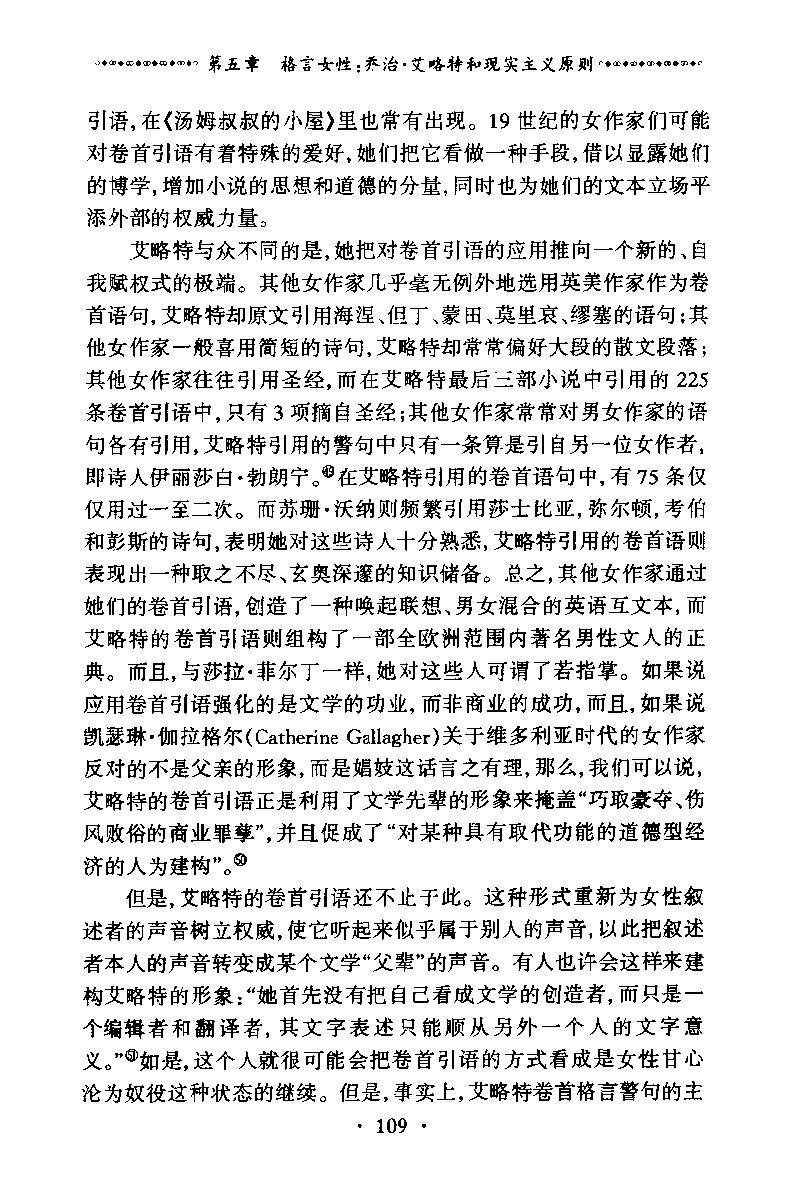 第五章 格言女性:乔治·艾略特和现实主义原则
引语,在《汤姆叔叔的小屋》里也常有出现。19 世纪的女作家们可能
对卷首引语有着特殊的爱好,她们把它看做一种手段,借以显露她们
的博学,增加小说的思想和道德的分量,同时也为她们的文本立场平
添外部的权威力量。
艾略特与众不同的是,她把对卷首引语的应用推向一个新的、自
我赋权式的极端。其他女作家几乎毫无例外地选用英美作家作为卷
首语句,艾略特却原文引用海涅、但丁、蒙田、莫里哀、缪塞的语句;其
他女作家一般喜用简短的诗句,艾略特却常常偏好大段的散文段落;
其他女作家往往引用圣经,而在艾略特最后三部小说中引用的 225
条卷首引语中,只有 3 项摘自圣经;其他女作家常常对男女作家的语
句各有引用,艾略特引用的警句中只有一条算是引自另一位女作者,
即诗人伊丽莎白·勃朗宁。㊾在艾略特引用的卷首语句中,有 75 条仅
仅用过一至二次。而苏珊·沃纳则频繁引用莎士比亚,弥尔顿,考伯
和彭斯的诗句,表明她对这些诗人十分熟悉,艾略特引用的卷首语则
表现出一种取之不尽、玄奥深邃的知识储备。总之,其他女作家通过
她们的卷首引语,创造了一种唤起联想、男女混合的英语互文本,而
艾略特的卷首引语则组构了一部全欧洲范围内著名男性文人的正
典。而且,与莎拉·菲尔丁一样,她对这些人可谓了若指掌。如果说
应用卷首引语强化的是文学的功业,而非商业的成功,而且,如果说
凯瑟琳·伽拉格尔(Catherine Gallagher)关于维多利亚时代的女作家
反对的不是父亲的形象,而是娼妓这话言之有理,那么,我们可以说,
艾略特的卷首引语正是利用了文学先辈的形象来掩盖“巧取豪夺、伤
风败俗的商业罪孽”,并且促成了“对某种具有取代功能的道德型经
济的人为建构”。㊿
但是,艾略特的卷首引语还不止于此。这种形式重新为女性叙
述者的声音树立权威,使它听起来似乎属于别人的声音,以此把叙述
者本人的声音转变成某个文学“父辈”的声音。有人也许会这样来建
构艾略特的形象:“她首先没有把自己看成文学的创造者,而只是一
个编辑者和翻译者,其文字表述只能顺从另外一个人的文字意
义。”如是,这个人就很可能会把卷首引语的方式看成是女性甘心
沦为奴役这种状态的继续。但是,事实上,艾略特卷首格言警句的主
· 109 ·